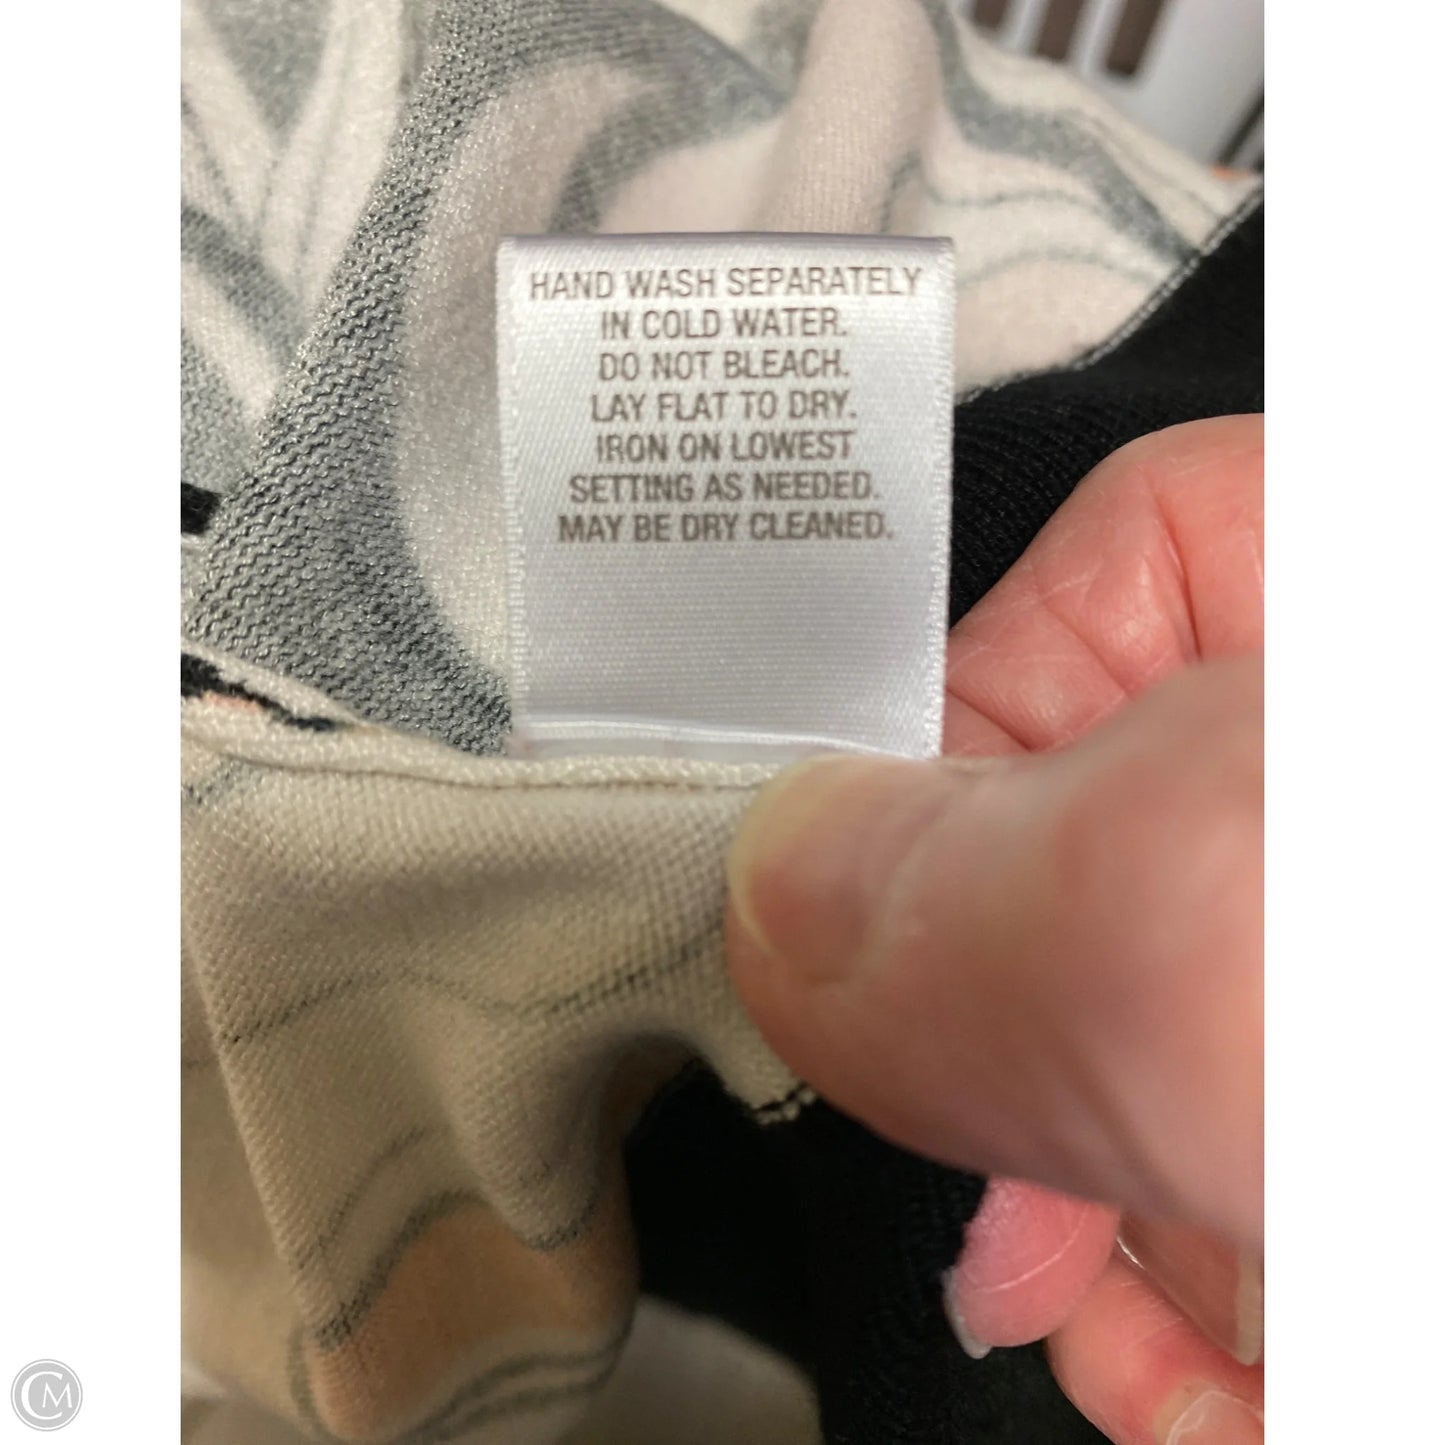 HAND WASH SEPARATELY
IN COLD WATER.
DO NOT BLEACH.
LAY FLAT TO DRY.
IRON ON LOWEST
SETTING AS NEEDED.
MAY BE DRY CLEANED.
CM